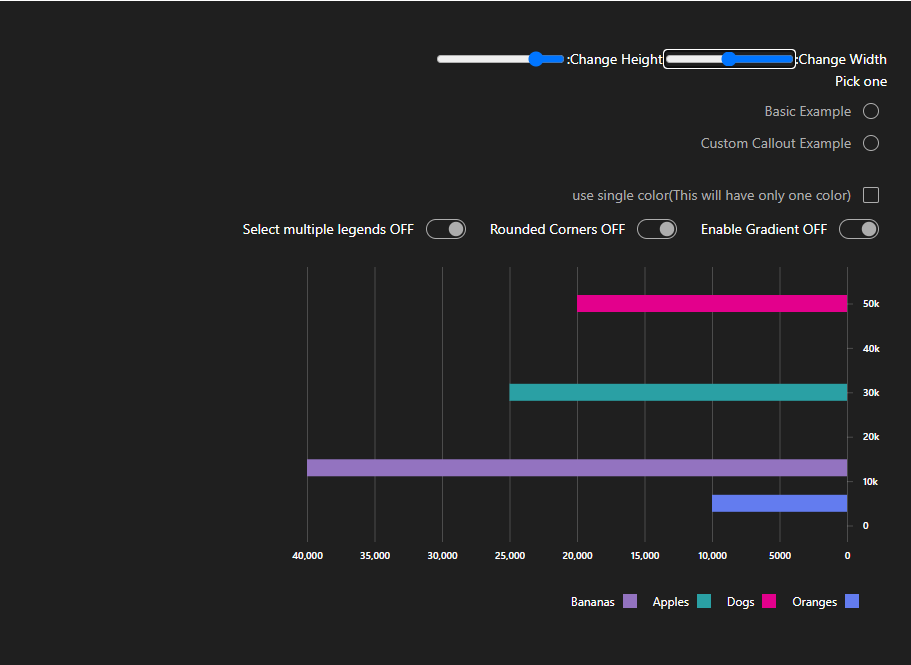 :Change Height :Change Width
Pick one
Basic Example
Custom Callout Example
use single color(This will have only one color)
Select multiple legends OFF Rounded Corners OFF Enable Gradient OFF
50k
40k
30k
20k
10k
0
40,000 35,000 30,000 25,000 20,000 15,000 10,000 5000 0
Bananas Apples Dogs Oranges